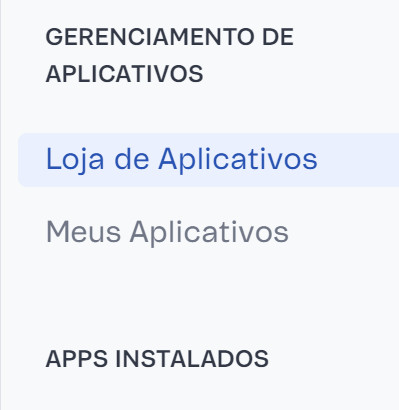 GERENCIAMENTO DE
APLICATIVOS
Loja de Aplicativos
Meus Aplicativos
APPS INSTALADOS